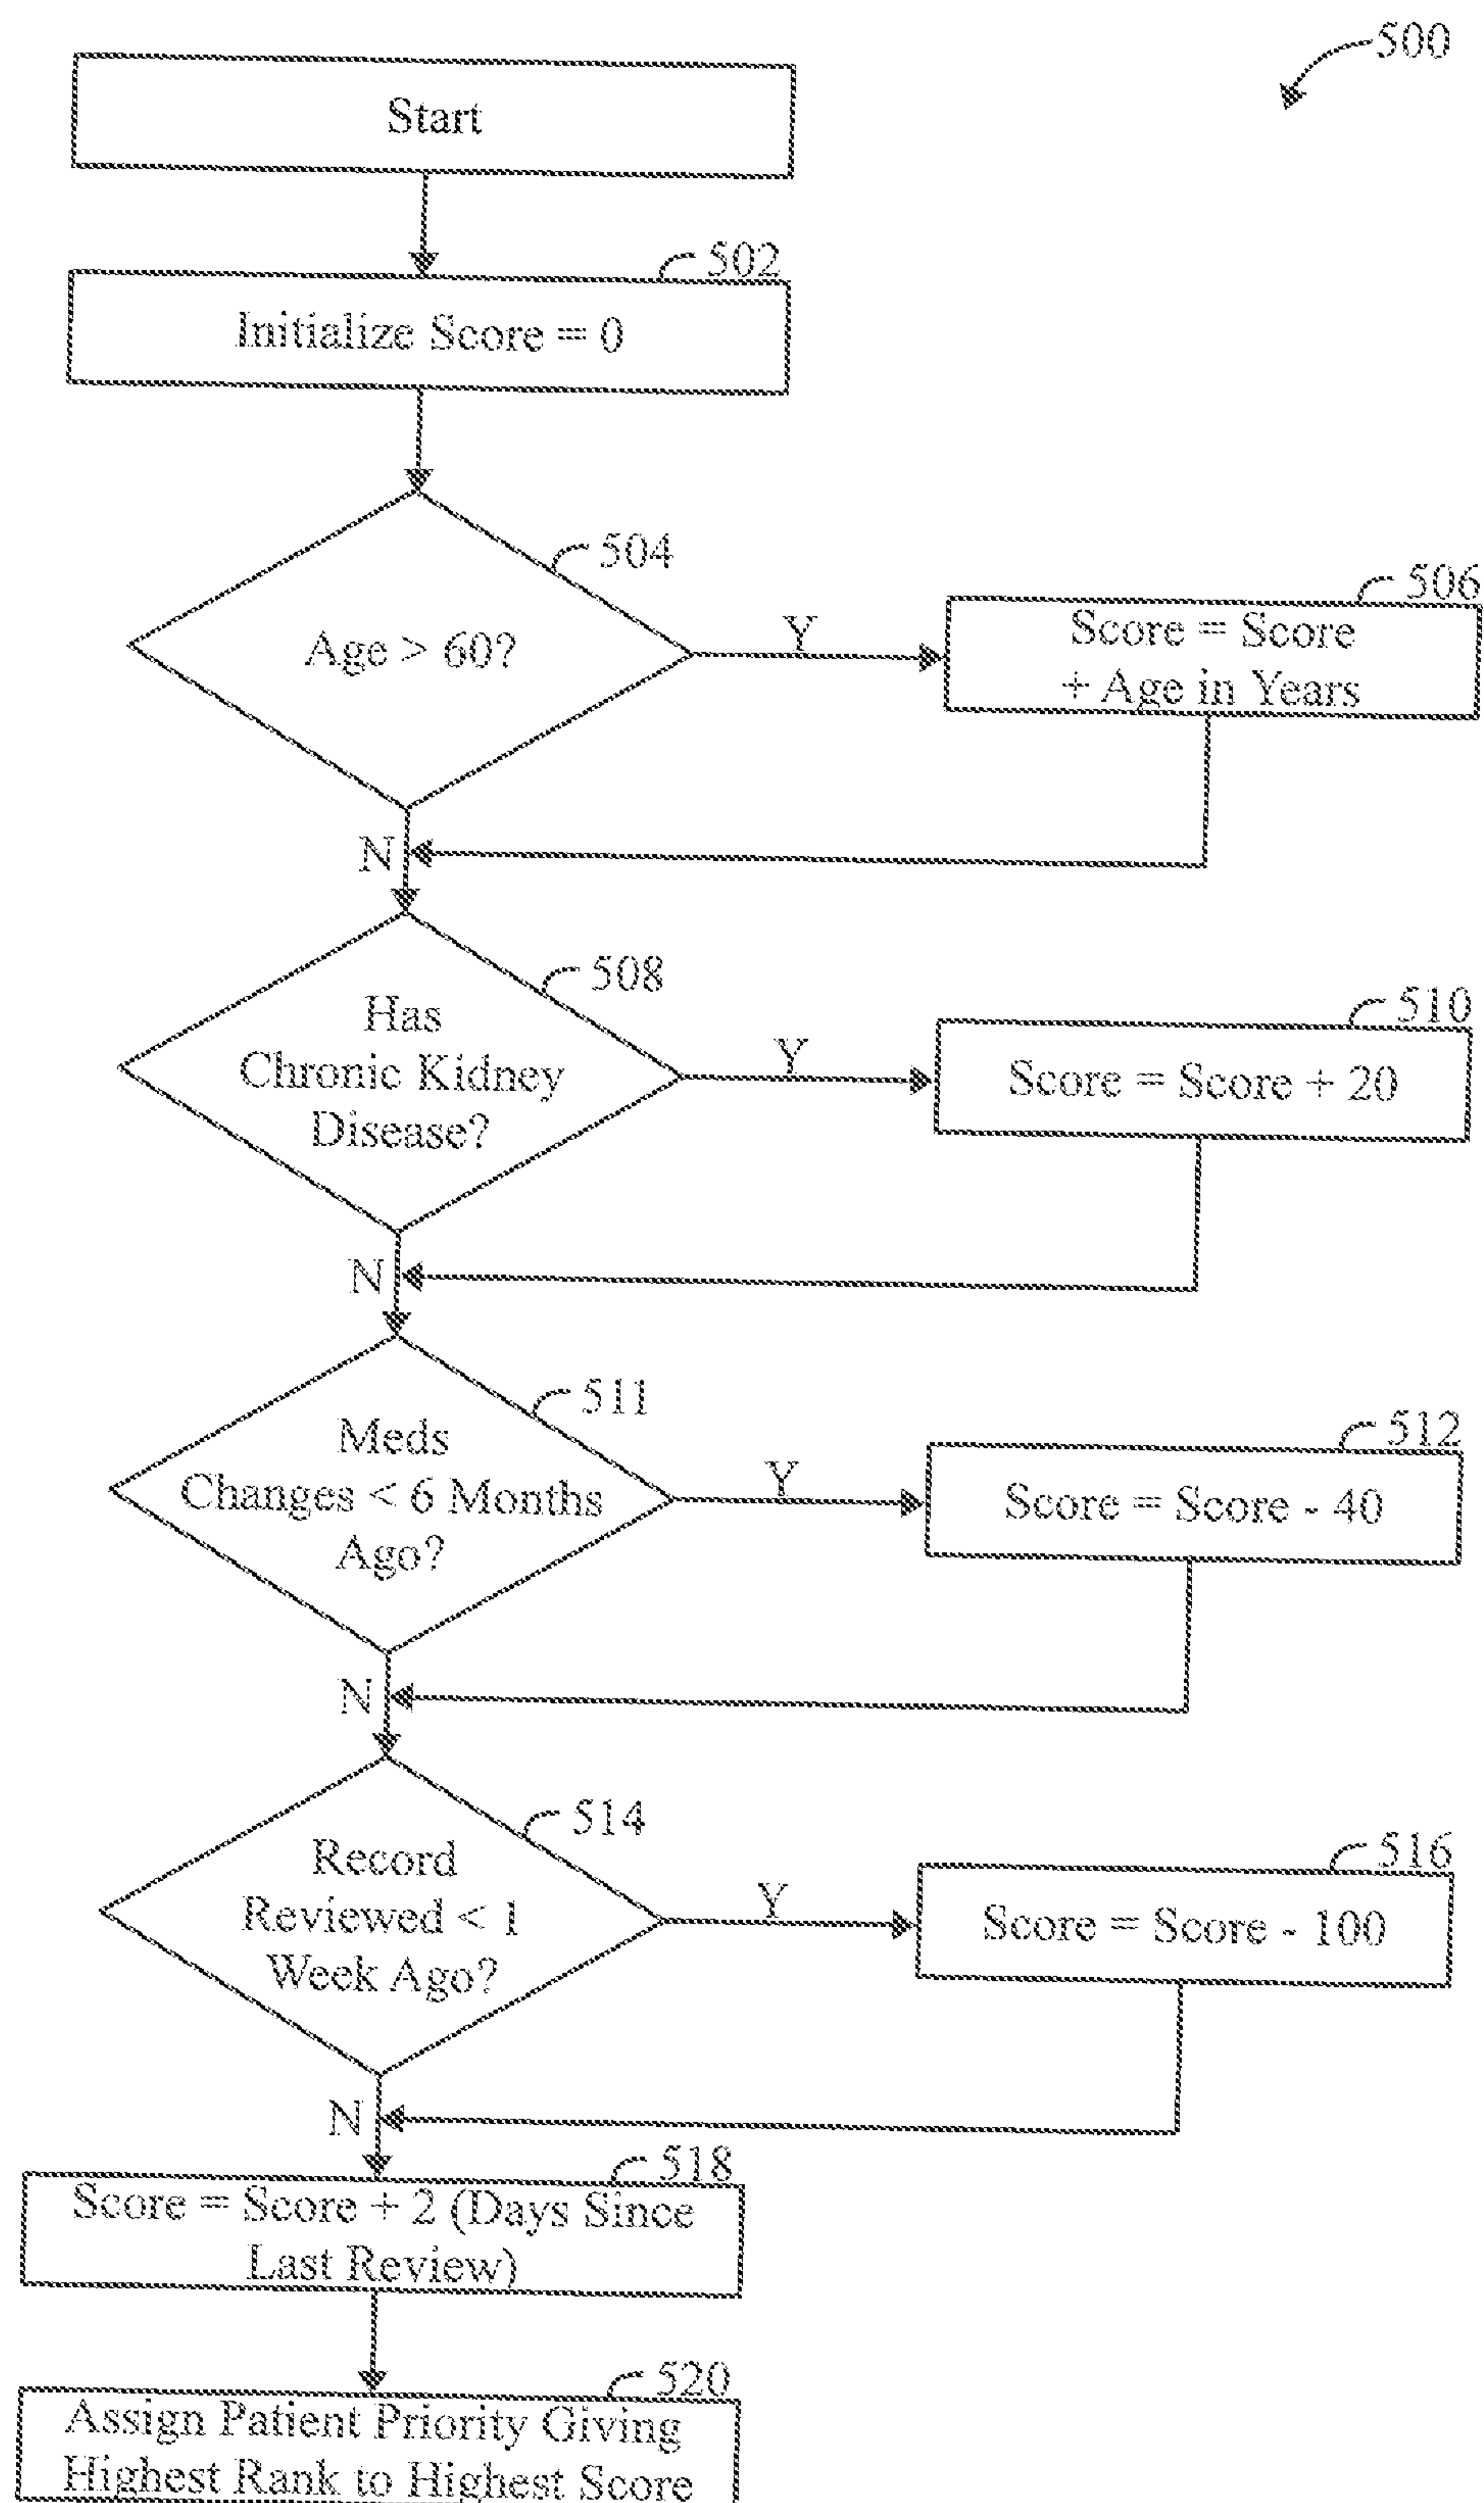 500
Start
502
Initialize Score = 0
504
Age > 60?
Y
506
Score = Score
+ Age in Years
N
508
Has
Chronic Kidney
Disease?
Y
510
Score = Score + 20
N
511
Meds
Changes < 6 Months
Ago?
Y
512
Score = Score - 40
N
514
Record
Reviewed < 1
Week Ago?
Y
516
Score = Score - 100
N
518
Score = Score + 2 (Days Since
Last Review)
520
Assign Patient Priority Giving
Highest Rank to Highest Score